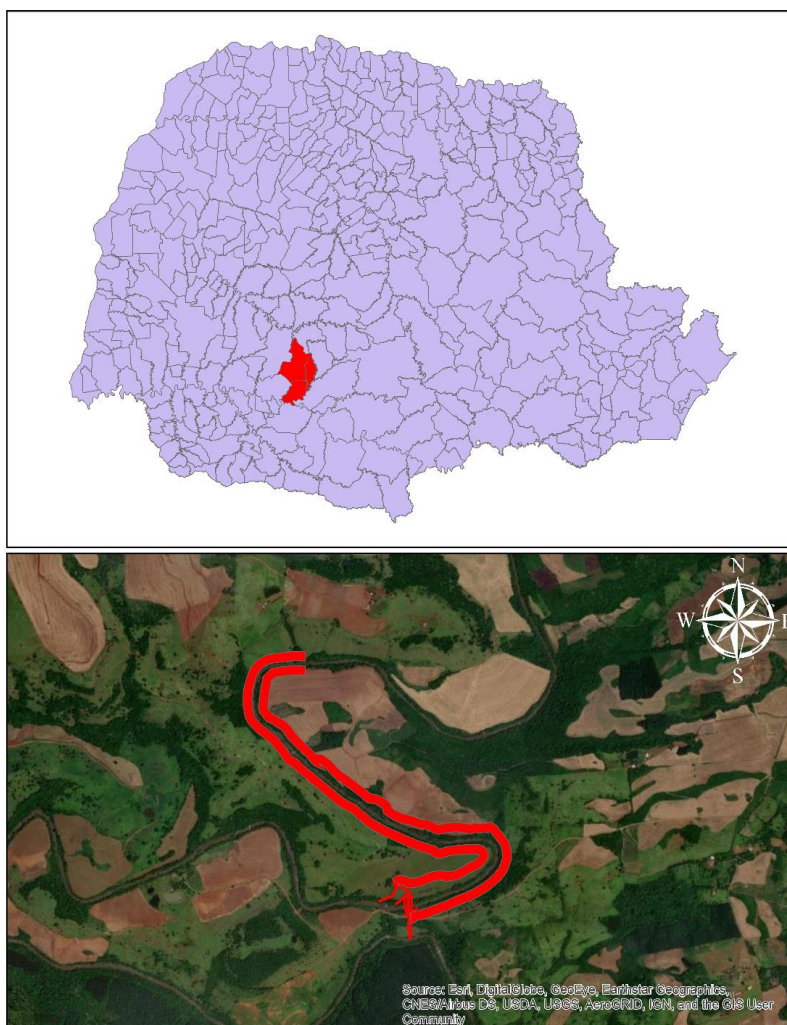 N
W E
S
Source: Esri, DigitalGlobe, GeoEye, Earthstar Geographics,
CNES/Airbus DS, USDA, USGS, AeroGRID, IGN, and the GIS User
Community